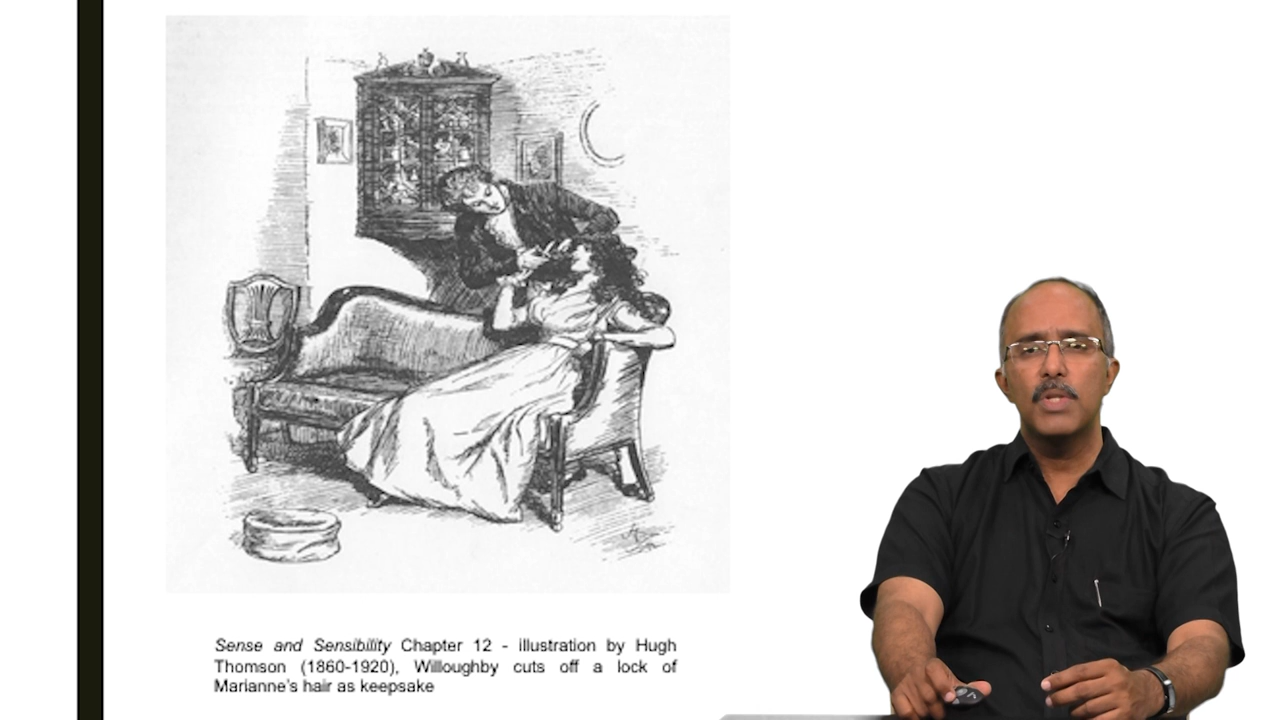 Sense and Sensibility Chapter 12 - illustration by Hugh
Thomson (1860-1920), Willoughby cuts off a lock of
Marianne's hair as keepsake